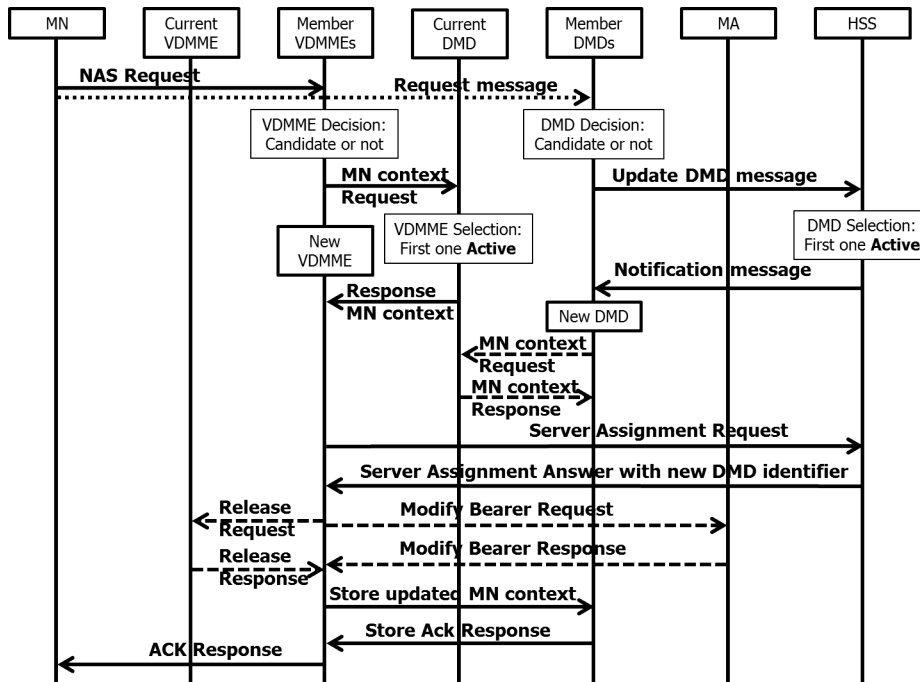 MN
Current
VDMME
Member
VDMMEs
Current
DMD
Member
DMDs
MA
HSS
NAS Request
Request message
VDMME Decision:
Candidate or not
DMD Decision:
Candidate or not
MN context
Request
Update DMD message
VDMME Selection:
First one Active
DMD Selection:
First one Active
New
VDMME
Notification message
Response
MN context
New DMD
MN context
Request
MN context
Response
Server Assignment Request
Server Assignment Answer with new DMD identifier
Release
Request
Modify Bearer Request
Release
Response
Modify Bearer Response
Store updated MN context
Store Ack Response
ACK Response